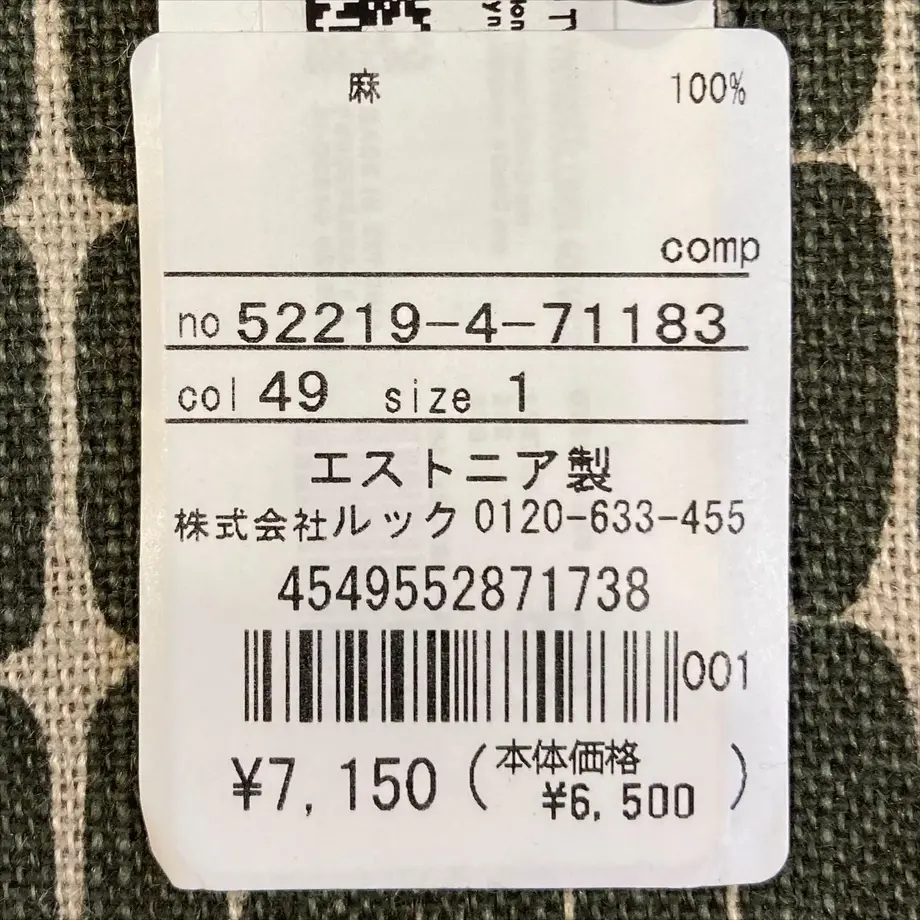 麻 100%
comp
no 52219-4-71183
col 49 size 1
エストニア製
株式会社ルック 0120-633-455
4549552871738
001
¥7,150 (本体価格 ¥6,500)